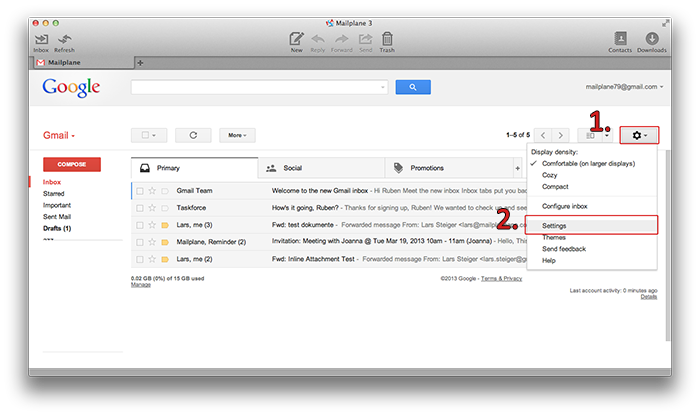 Mailplane 3
Inbox Refresh New Reply Forward Send Trash Contacts Downloads
Mailplane +
Google mailplane79@gmail.com
1.
Gmail More 1–5 of 5
COMPOSE
Inbox
Starred
Important
Sent Mail
Drafts (1)
Primary Social Promotions +
Gmail Team Welcome to the new Gmail inbox - Hi Ruben Meet the new inbox Inbox tabs put you bac
Taskforce How's it going, Ruben? - Thanks for signing up, Ruben! We wanted to check up and see
Lars, me (3) Fwd: test dokumente - Forwarded message From: Lars Steiger <lars@mailplane
Mailplane, Reminder (2) Invitation: Meeting with Joanna @ Tue Mar 19, 2013 10am - 11am (Joanna) - Hello, This
Lars, me (2) Fwd: Inline Attachment Test - Forwarded message From: Lars Steiger <lars.steiger@g
Display density:
Comfortable (on larger displays)
Cozy
Compact
Configure inbox
2.
Settings
Themes
Send feedback
Help
0.02 GB (0%) of 15 GB used
Manage
©2013 Google - Terms & Privacy
Last account activity: 0 minutes ago
Details